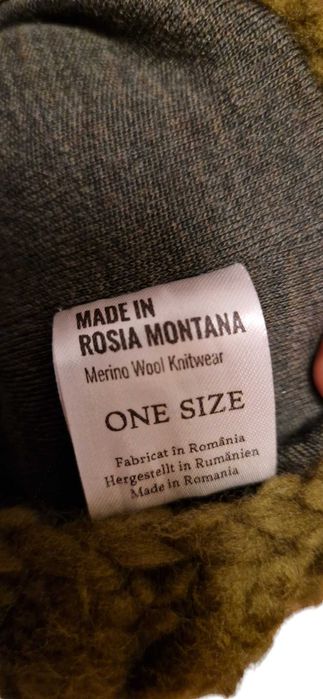 MADE IN
ROSIA MONTANA
Merino Wool Knitwear
ONE SIZE
Fabricat în România
Hergestellt in Rumänien
Made in Romania